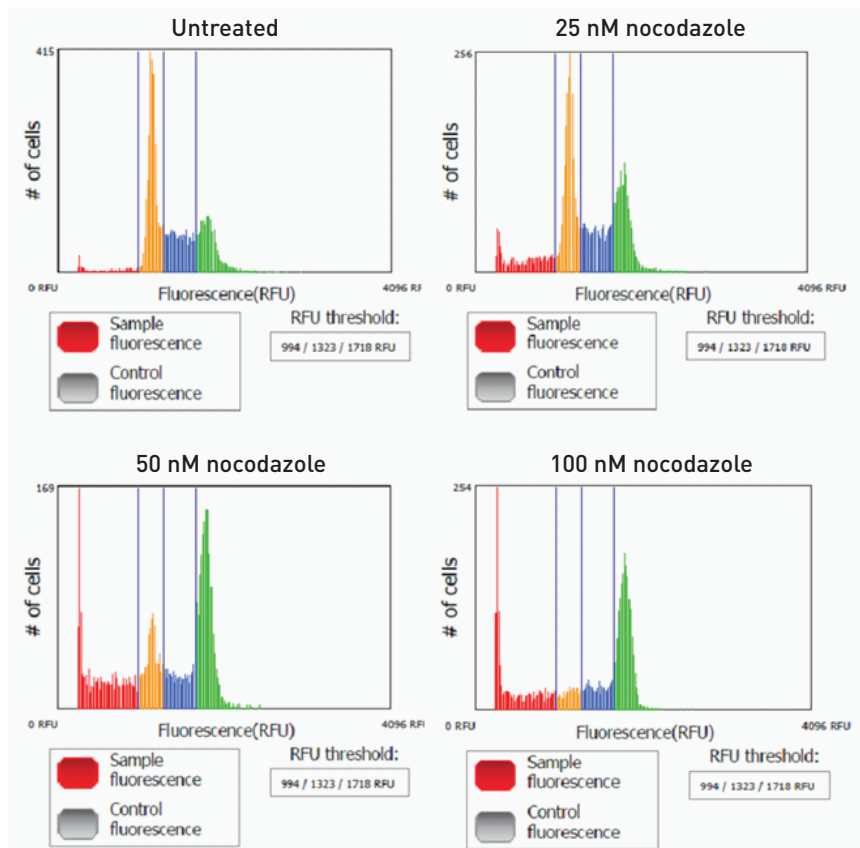 Untreated
415
# of cells
0 RFU
Fluorescence(RFU)
4096 RF
Sample
fluorescence
Control
fluorescence
RFU threshold:
994 / 1323 / 1718 RFU
25 nM nocodazole
256
# of cells
0 RFU
Fluorescence(RFU)
4096 RFU
Sample
fluorescence
Control
fluorescence
RFU threshold:
994 / 1323 / 1718 RFU
50 nM nocodazole
169
# of cells
0 RFU
Fluorescence(RFU)
4096 RFU
Sample
fluorescence
Control
fluorescence
RFU threshold:
994 / 1323 / 1718 RFU
100 nM nocodazole
254
# of cells
0 RFU
Fluorescence(RFU)
4096 RFU
Sample
fluorescence
Control
fluorescence
RFU threshold:
994 / 1323 / 1718 RFU